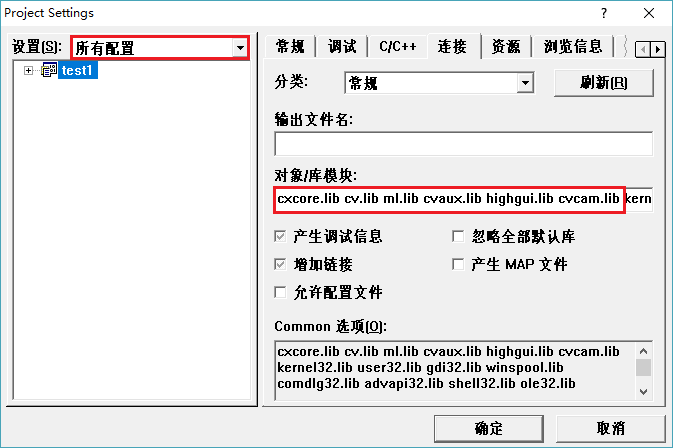 Project Settings
设置(S):
所有配置
test1
常规 调试 C/C++ 连接 资源 浏览信息
分类:
常规
刷新(R)
输出文件名:
对象/库模块:
cxcore.lib cv.lib ml.lib cvaux.lib highgui.lib cvcam.lib kern
产生调试信息 忽略全部默认库
增加链接 产生 MAP 文件
允许配置文件
Common 选项(O):
cxcore.lib cv.lib ml.lib cvaux.lib highgui.lib cvcam.lib
kernel32.lib user32.lib gdi32.lib winspool.lib
comdlg32.lib advapi32.lib shell32.lib ole32.lib
确定 取消